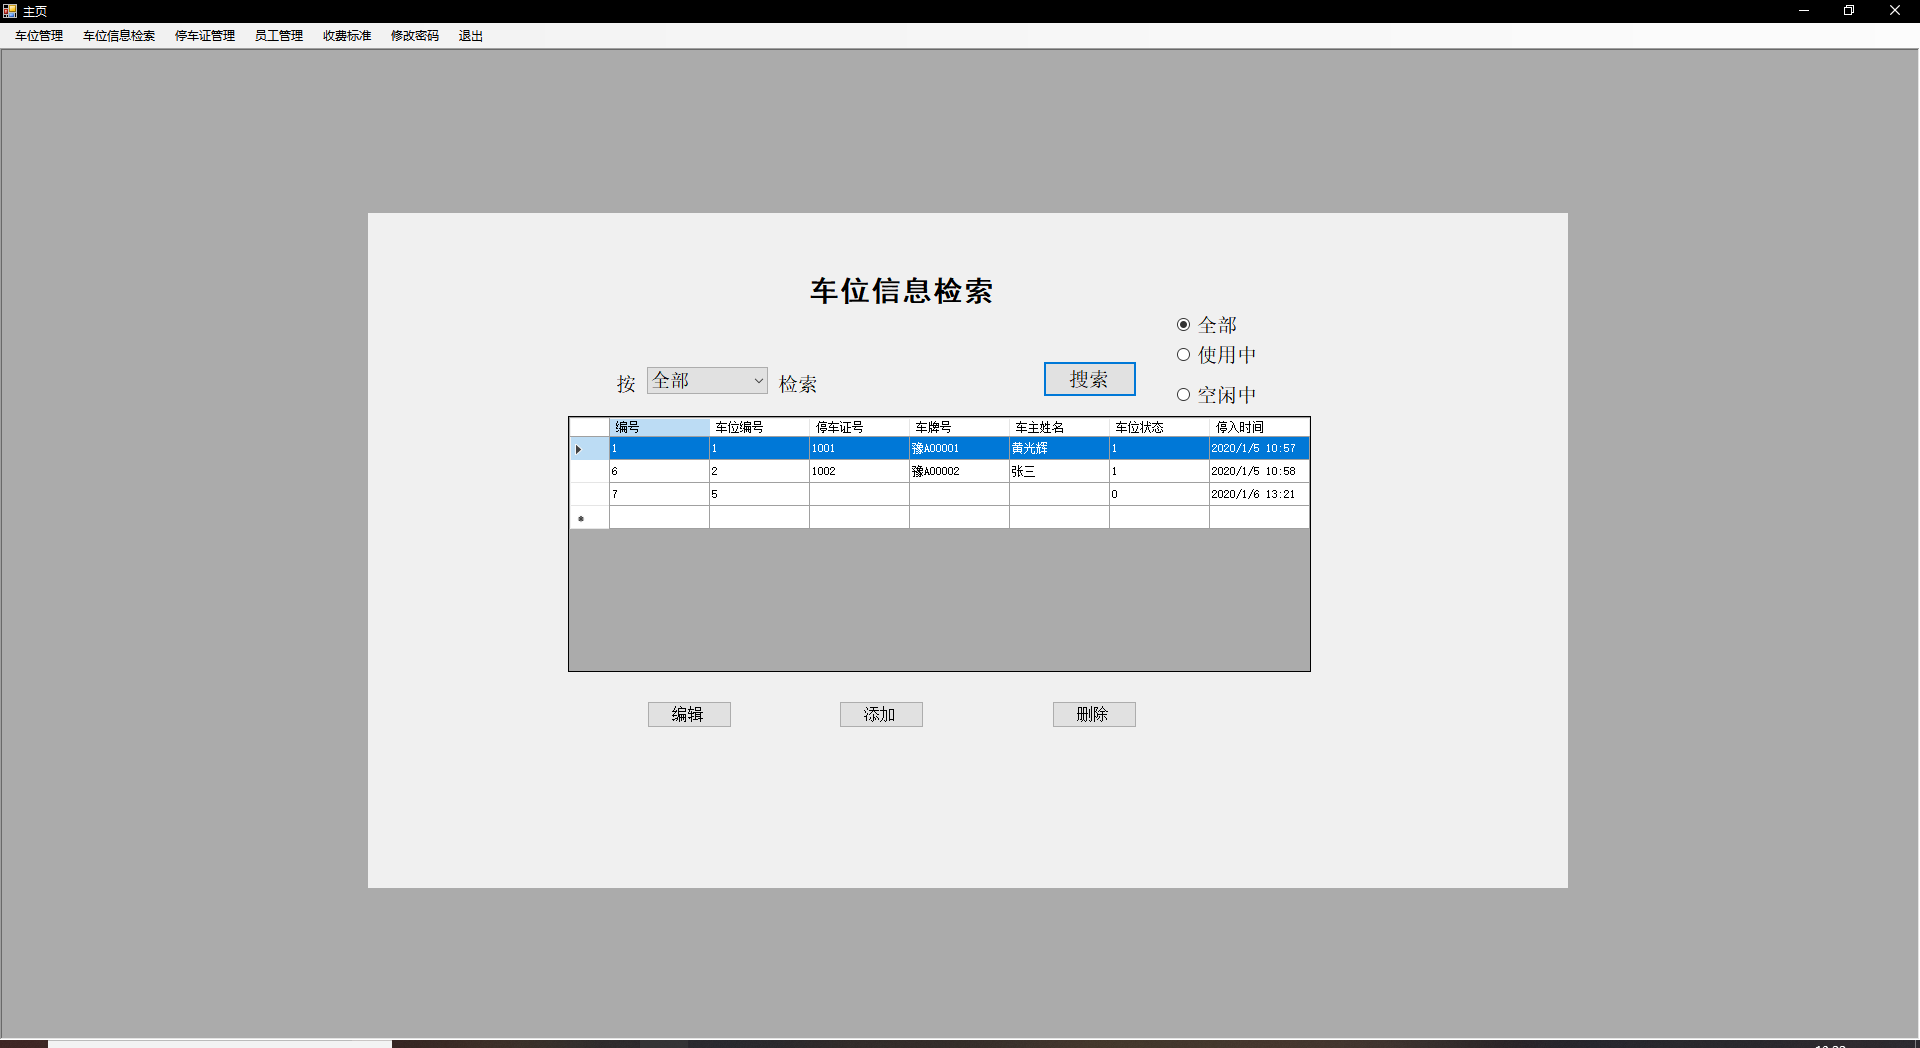 主页
车位管理 车位信息检索 停车证管理 员工管理 收费标准 修改密码 退出
车位信息检索
全部
使用中
按 全部 检索 搜索
空闲中
编号 车位编号 停车证号 车牌号 车主姓名 车位状态 停入时间
1 1 1001 豫A00001 黄光辉 1 2020/1/5 10:57
6 2 1002 豫A00002 张三 1 2020/1/5 10:58
7 5 0 2020/1/6 13:21
编辑 添加 删除